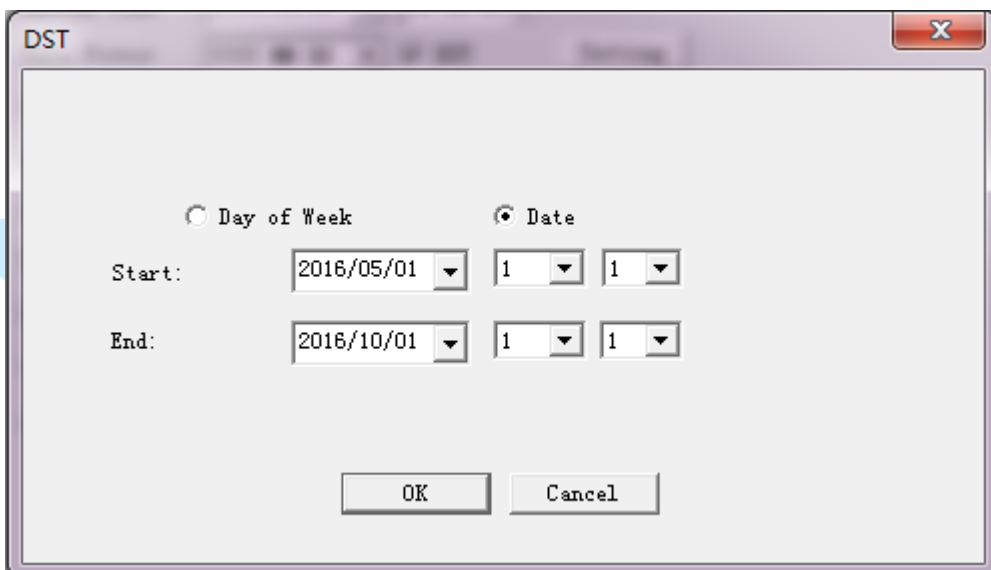 DST
Day of Week Date
Start: 2016/05/01 1 1
End: 2016/10/01 1 1
OK Cancel